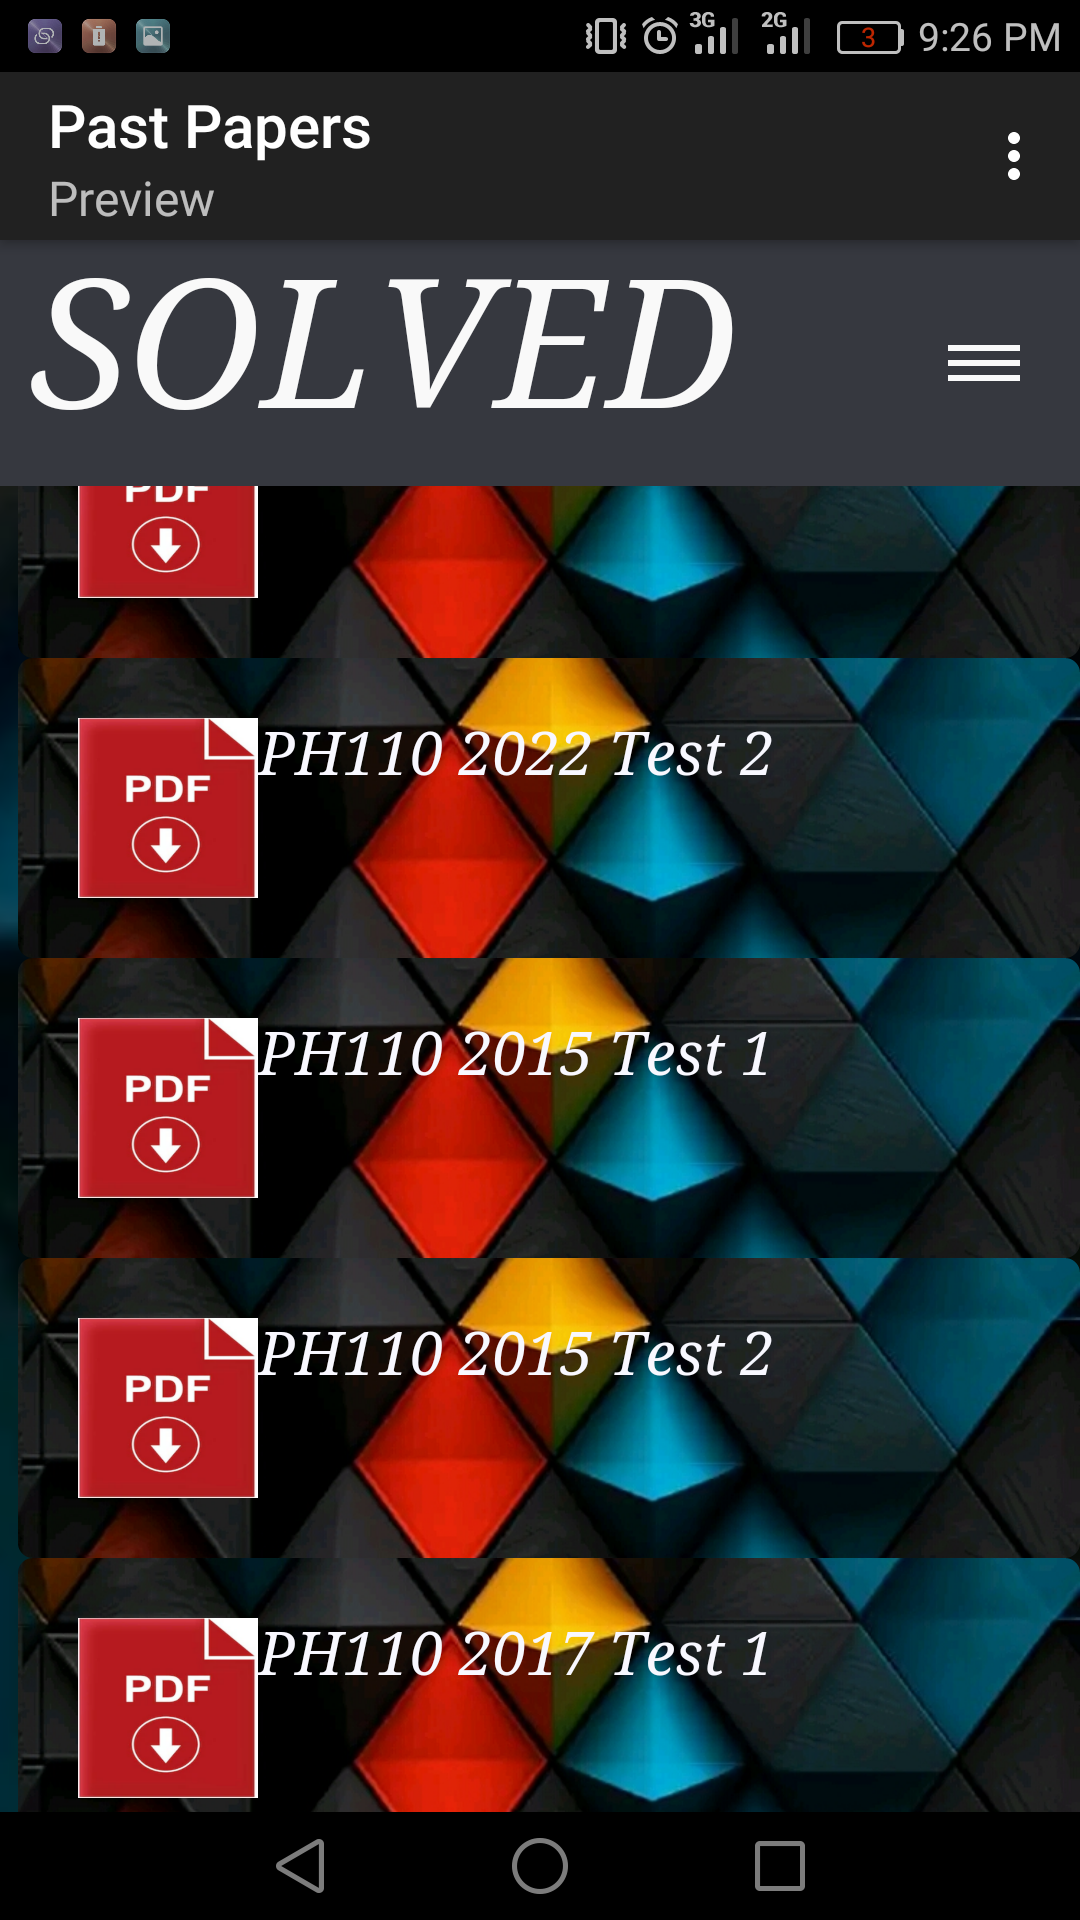 3G 2G 3 9:26 PM
Past Papers
Preview
SOLVED
PDF
PH110 2022 Test 2
PDF
PH110 2015 Test 1
PDF
PH110 2015 Test 2
PDF
PH110 2017 Test 1
PDF